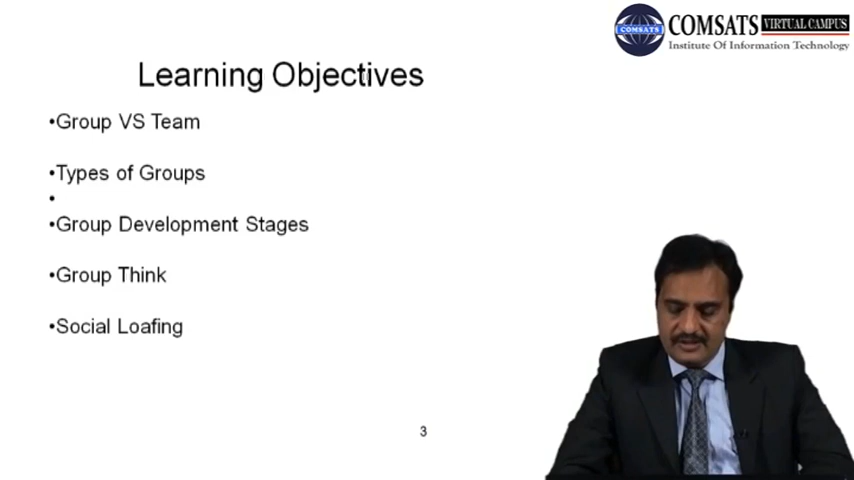 COMSATS
COMSATS VIRTUAL CAMPUS
Institute Of Information Technology
Learning Objectives
•Group VS Team
•Types of Groups
•
•Group Development Stages
•Group Think
•Social Loafing
3